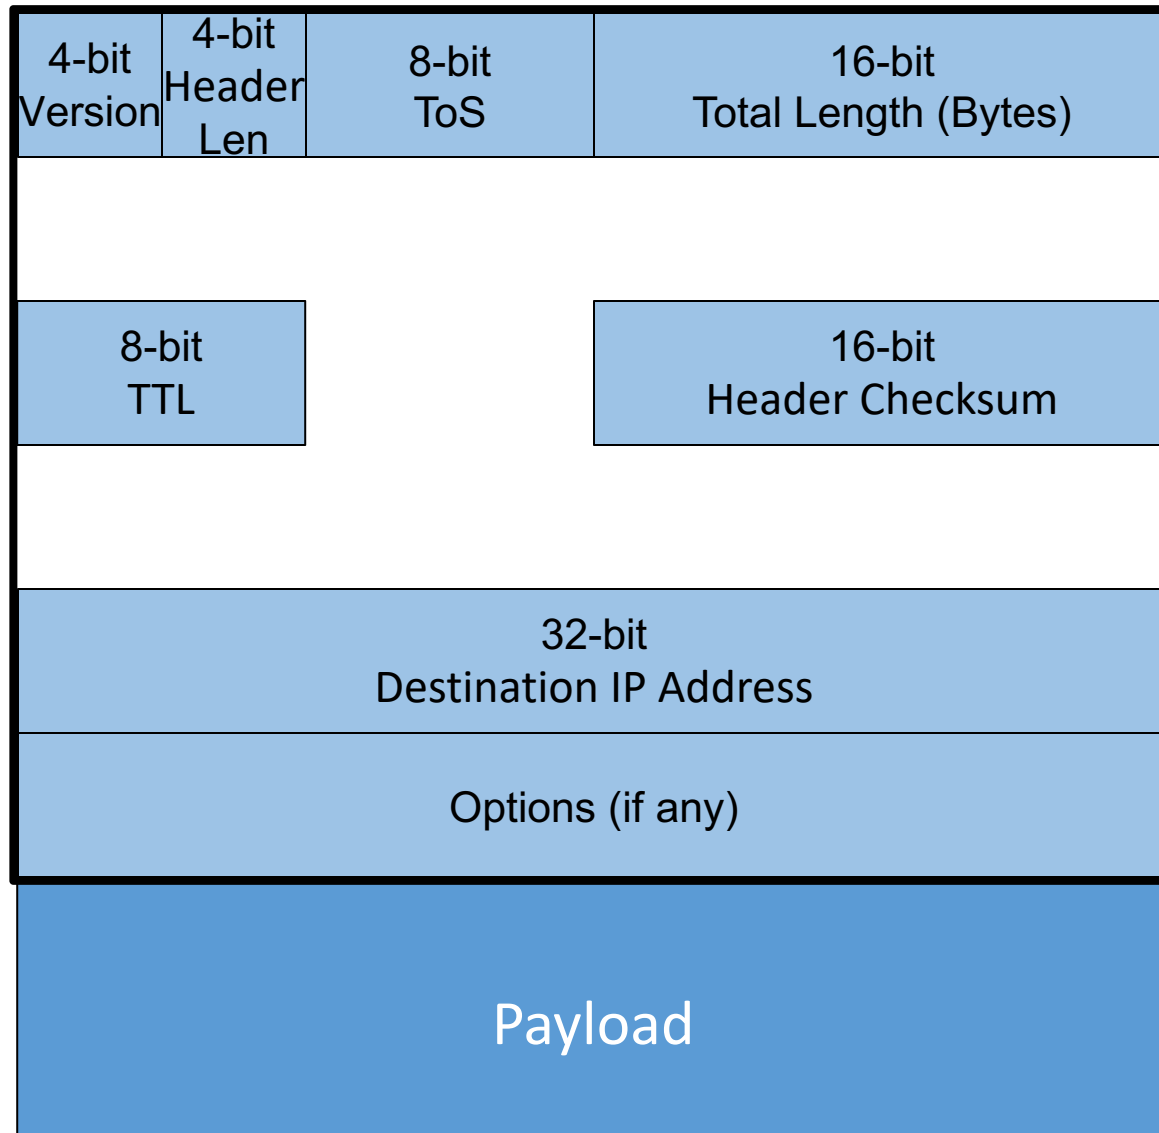 4-bit
Version
4-bit
Header
Len
8-bit
ToS
16-bit
Total Length (Bytes)
8-bit
TTL
16-bit
Header Checksum
32-bit
Destination IP Address
Options (if any)
Payload